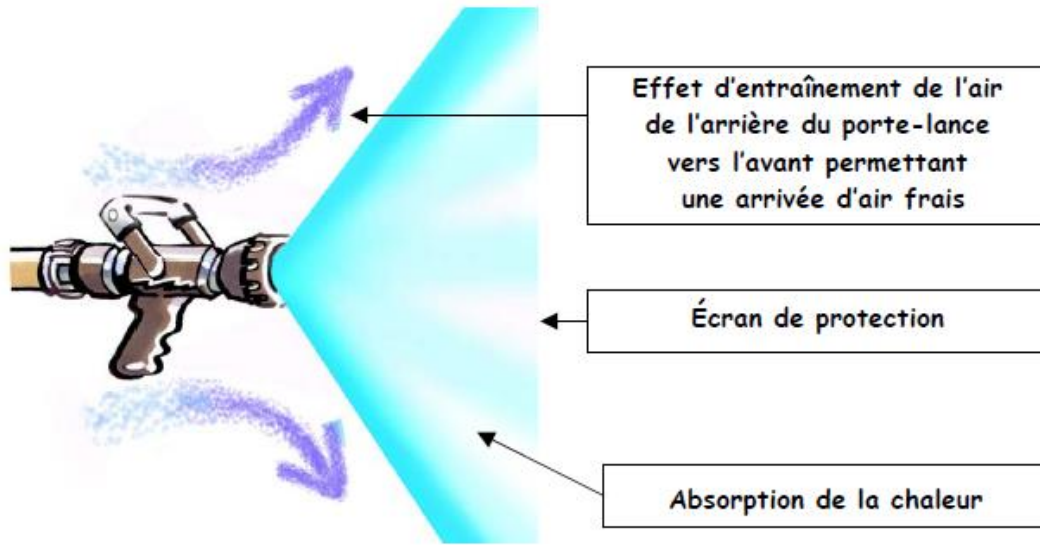 Effet d'entraînement de l'air
de l'arrière du porte-lance
vers l'avant permettant
une arrivée d'air frais
Écran de protection
Absorption de la chaleur